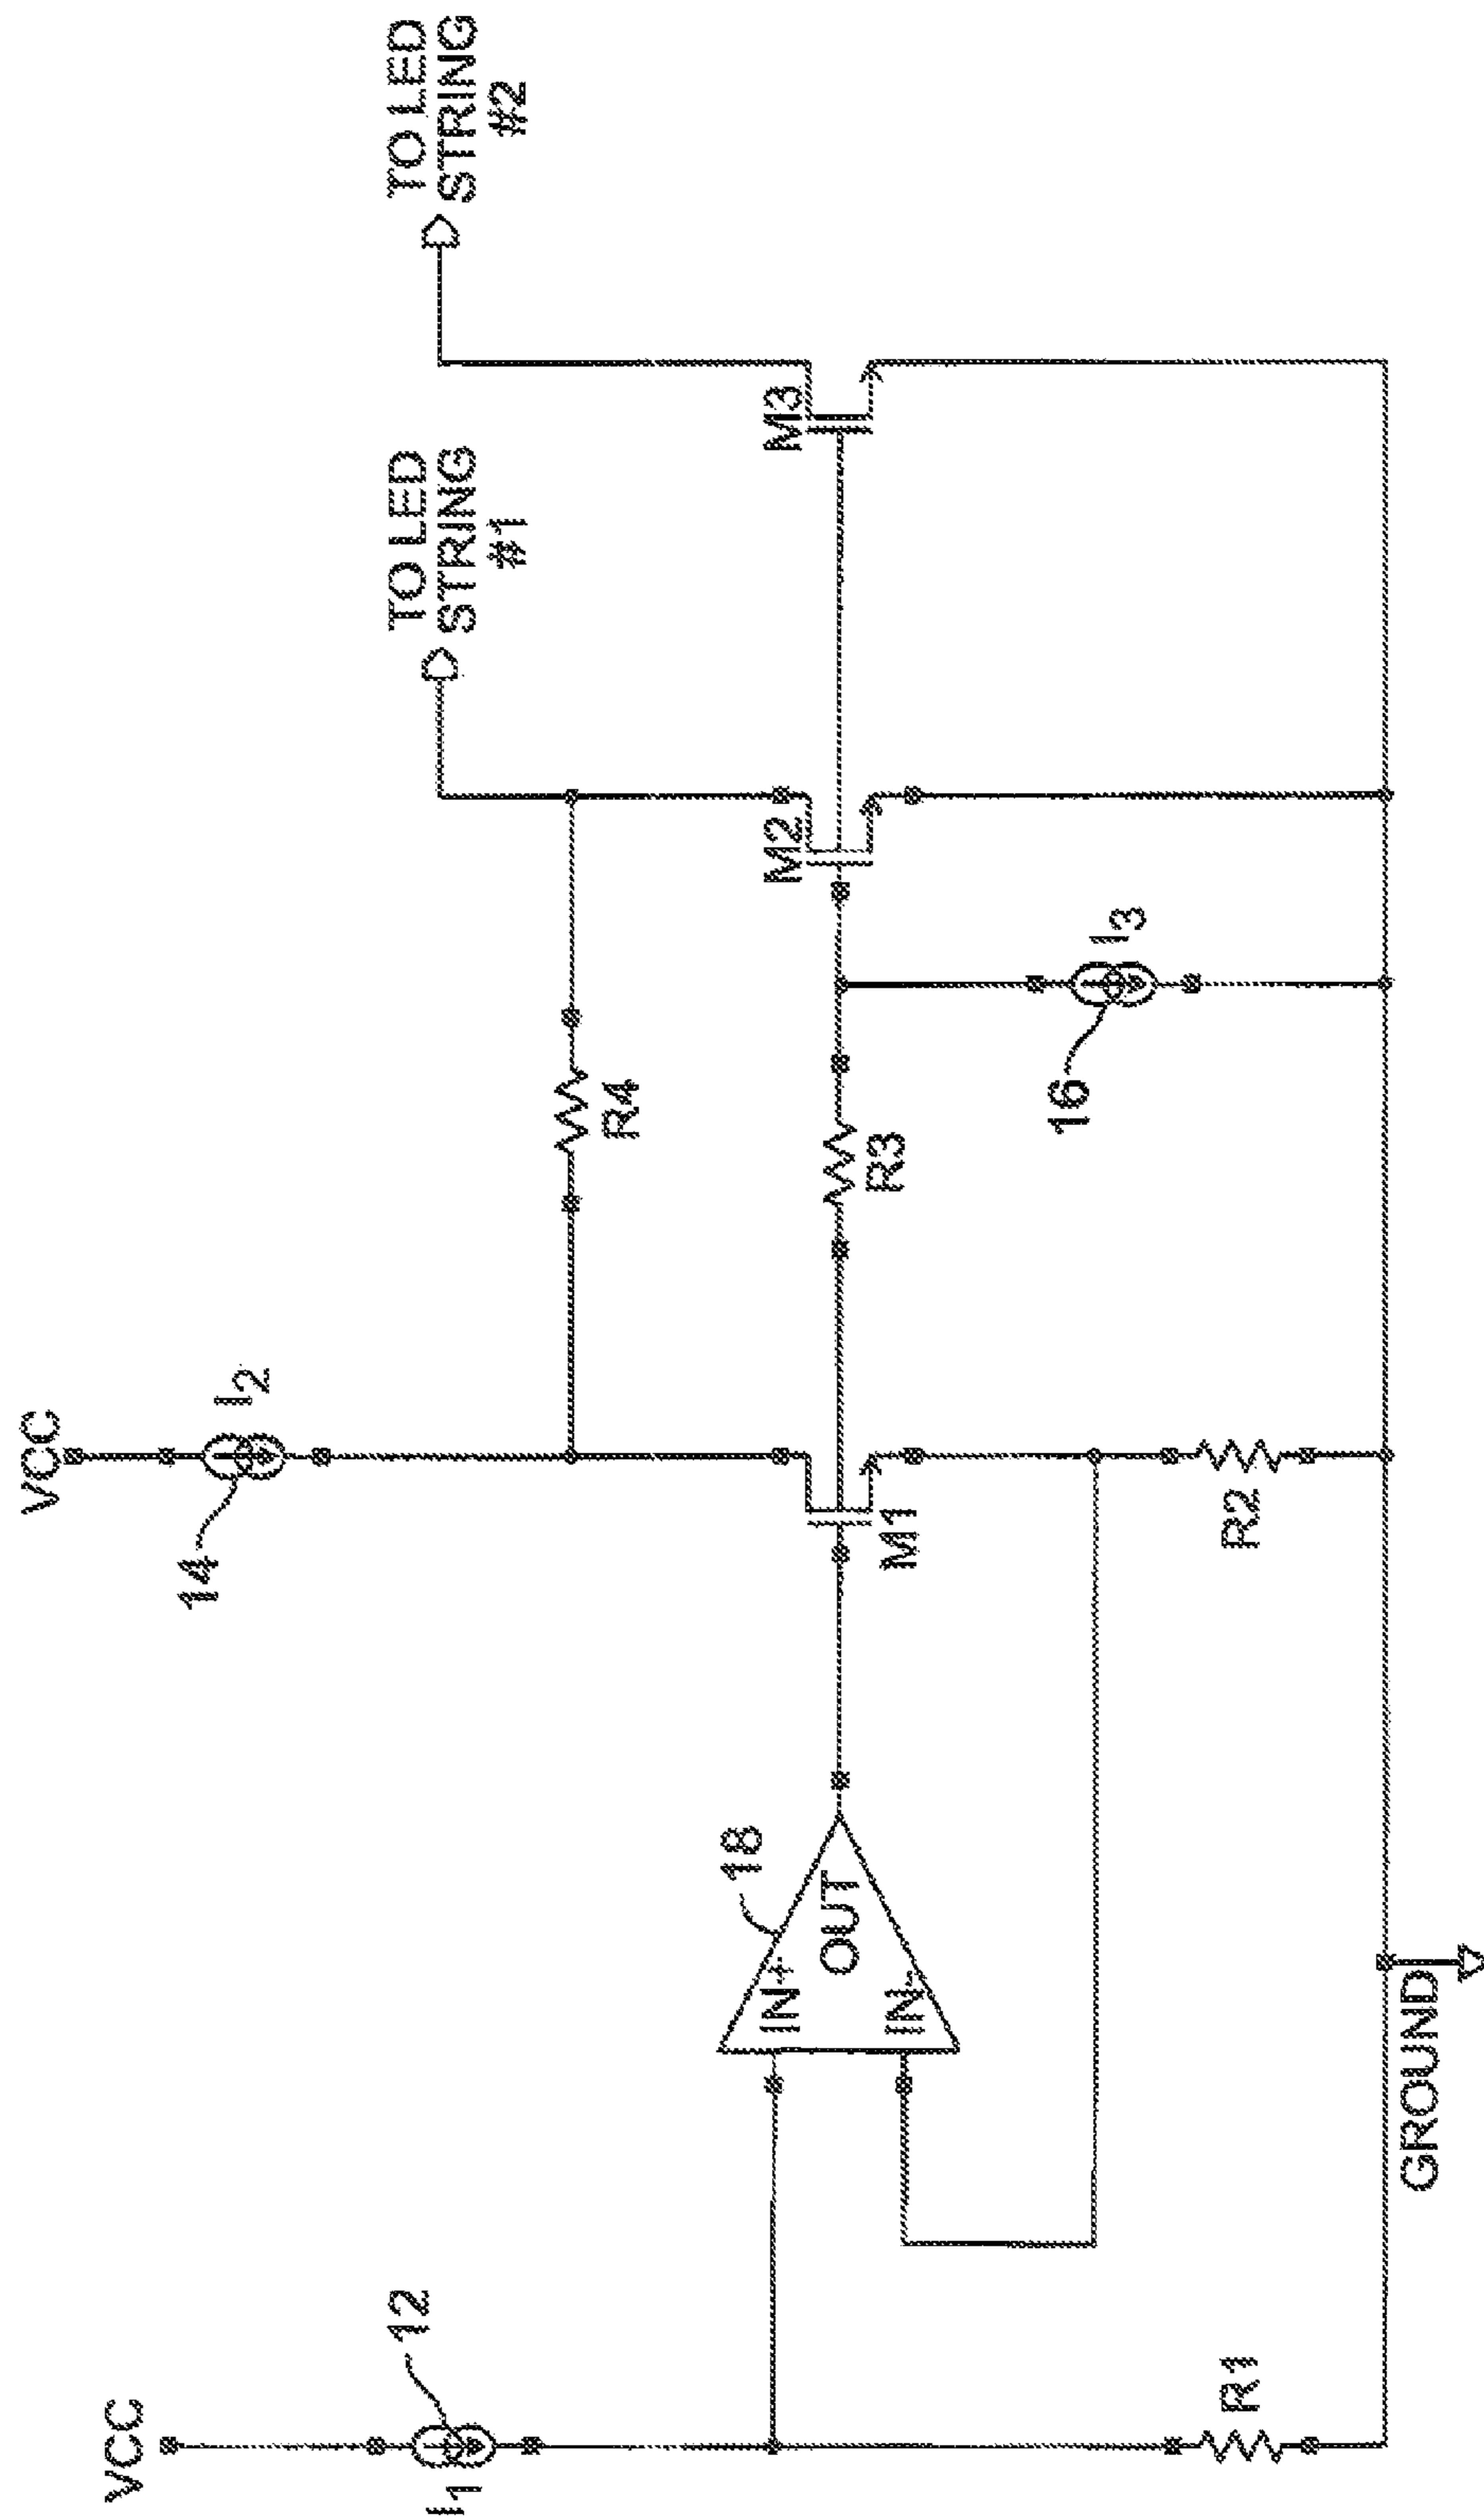 TO LED
STRING
#1
TO LED
STRING
#2
VCC
VCC
I2
14
I1
12
R4
M2
M3
18
IN+
OUT
IN-
M1
R3
I3
16
R1
R2
GROUND